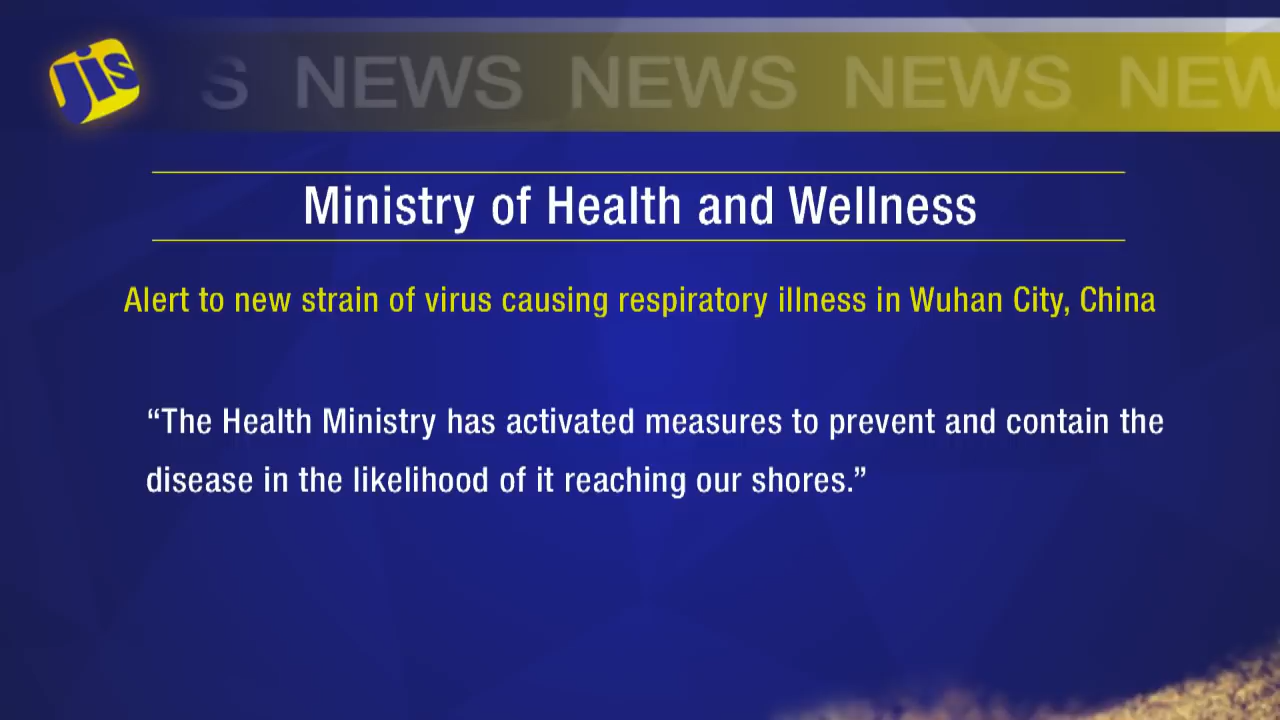 jis
S NEWS NEWS NEWS NEW
Ministry of Health and Wellness
Alert to new strain of virus causing respiratory illness in Wuhan City, China
“The Health Ministry has activated measures to prevent and contain the
disease in the likelihood of it reaching our shores.”